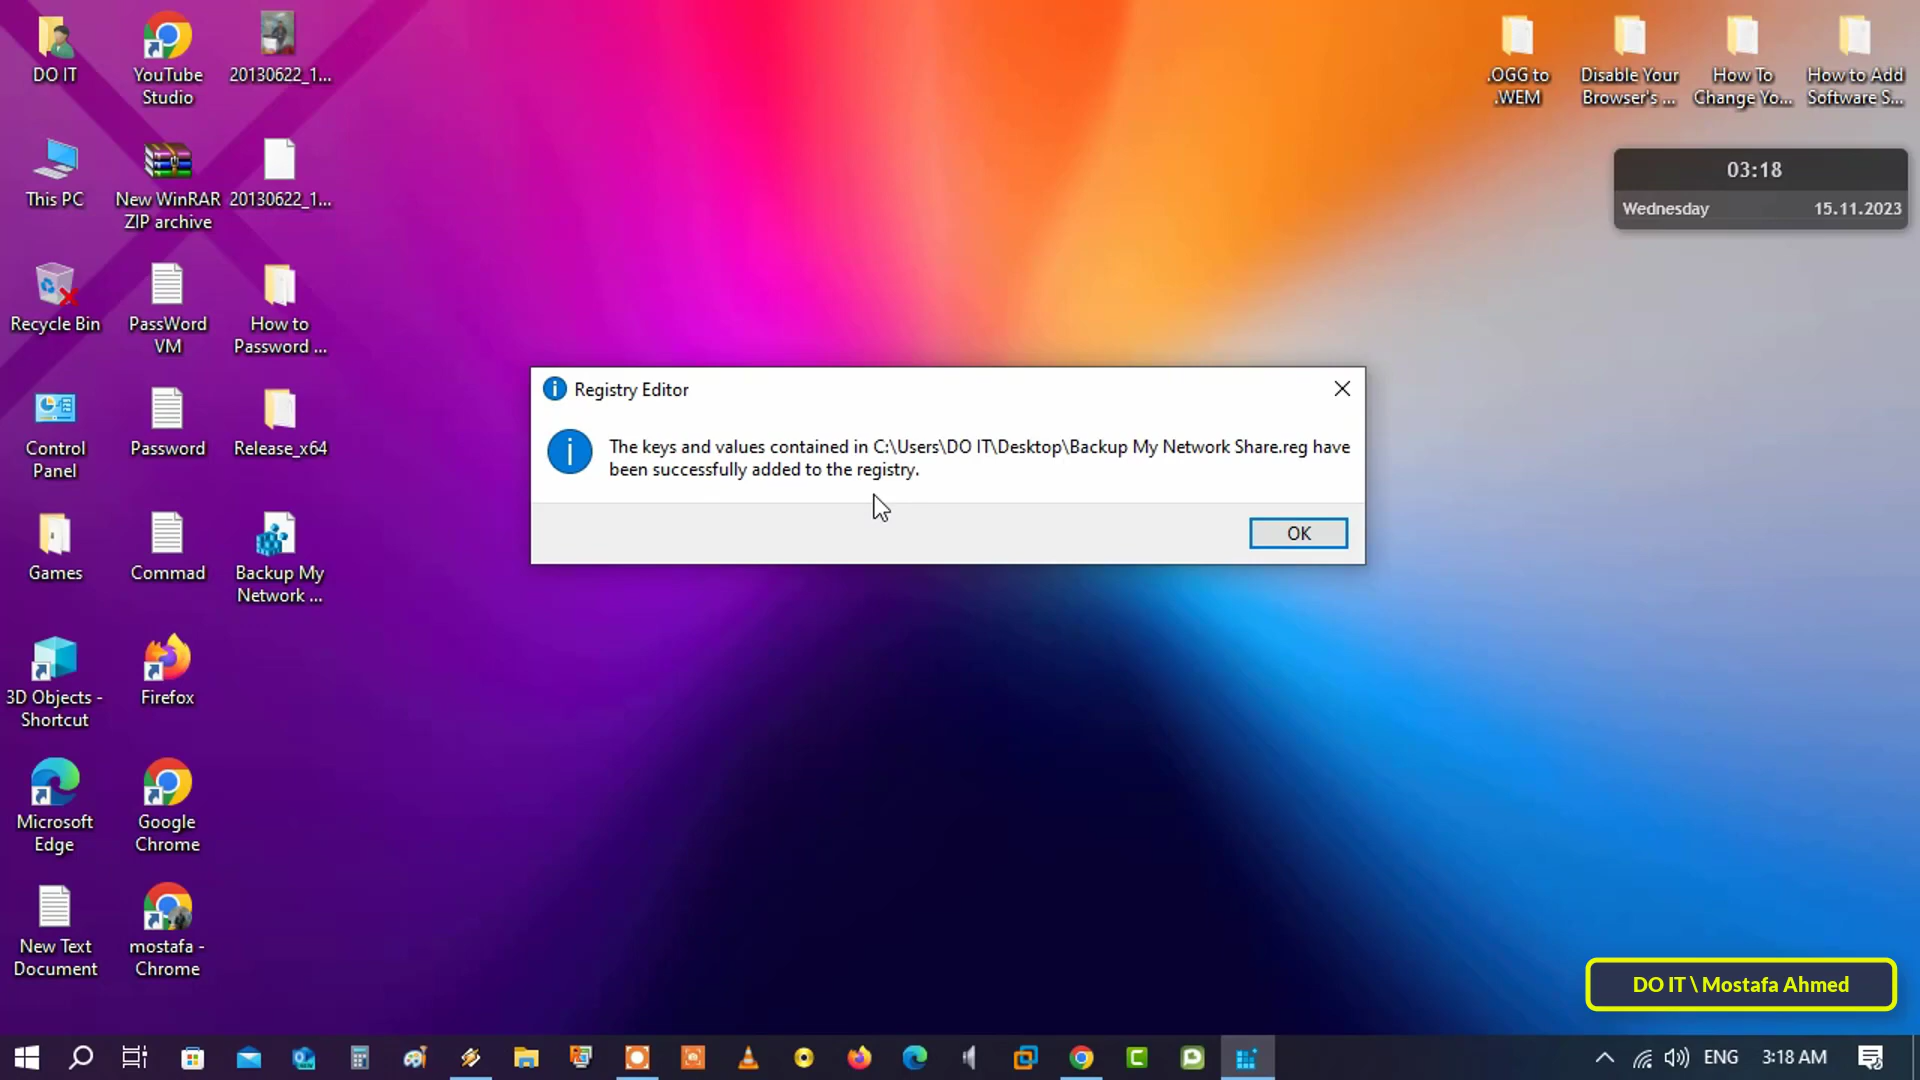 DO IT
YouTube
Studio
20130622_1...
This PC
New WinRAR
ZIP archive
20130622_1...
Recycle Bin
PassWord
VM
How to
Password ...
Control
Panel
Password
Release_x64
Games
Commad
Backup My
Network ...
3D Objects -
Shortcut
Firefox
Microsoft
Edge
Google
Chrome
New Text
Document
mostafa -
Chrome
.OGG to
.WEM
Disable Your
Browser's ...
How To
Change Yo...
How to Add
Software S...
03:18
Wednesday 15.11.2023
Registry Editor
The keys and values contained in C:\Users\DO IT\Desktop\Backup My Network Share.reg have
been successfully added to the registry.
OK
DO IT \ Mostafa Ahmed
ENG 3:18 AM